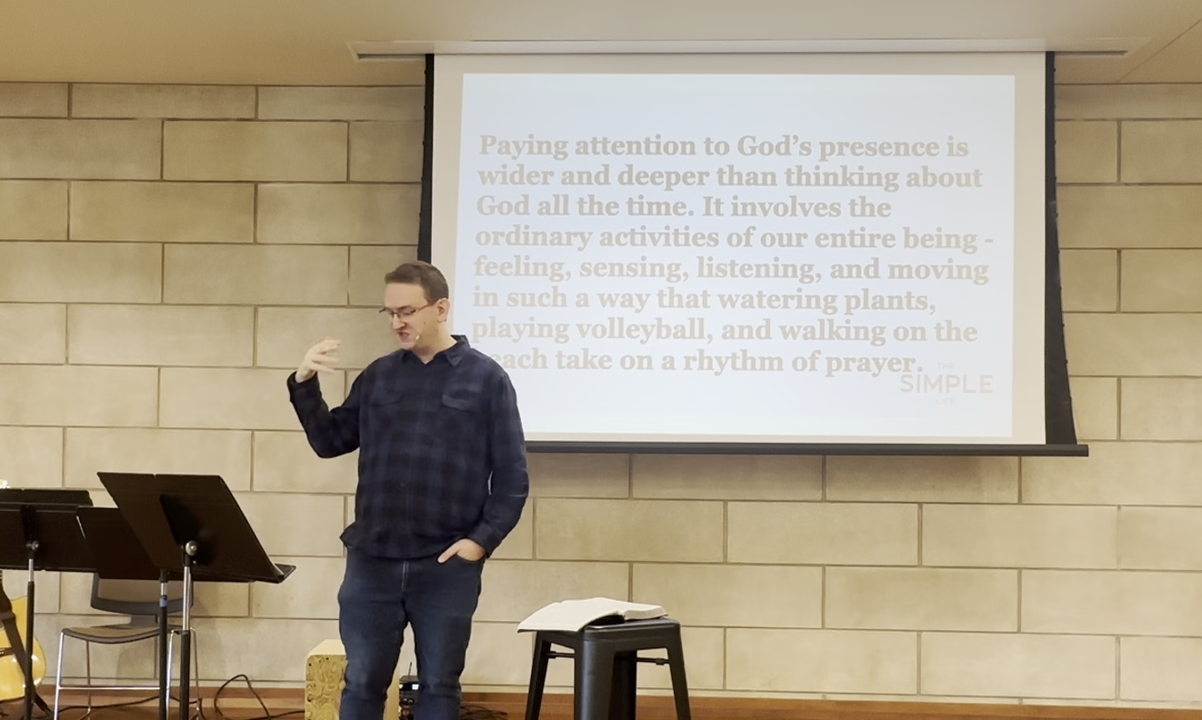 Paying attention to God's presence is
wider and deeper than thinking about
God all the time. It involves the
ordinary activities of our entire being -
feeling, sensing, listening, and moving
in such a way that watering plants,
playing volleyball, and walking on the
take on a rhythm of prayer.
THE
SIMPLE